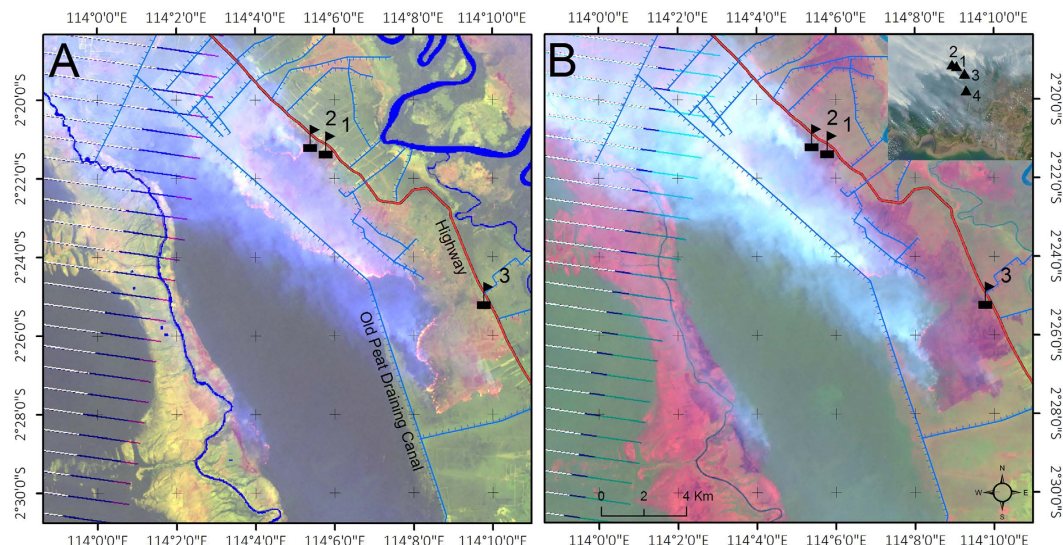 114°0'0"E 114°2'0"E 114°4'0"E 114°6'0"E 114°8'0"E 114°10'0"E 114°0'0"E 114°2'0"E 114°4'0"E 114°6'0"E 114°8'0"E 114°10'0"E
A
B
2°20'0"S
2°22'0"S
2°24'0"S
2°26'0"S
2°28'0"S
2°30'0"S
2 1
3
Highway
Old Peat Draining Canal
2 1
3
2
1
3
4
0 2 4 Km
N
W E
S
2°20'0"S
2°22'0"S
2°24'0"S
2°26'0"S
2°28'0"S
2°30'0"S
114°0'0"E 114°2'0"E 114°4'0"E 114°6'0"E 114°8'0"E 114°10'0"E 114°0'0"E 114°2'0"E 114°4'0"E 114°6'0"E 114°8'0"E 114°10'0"E